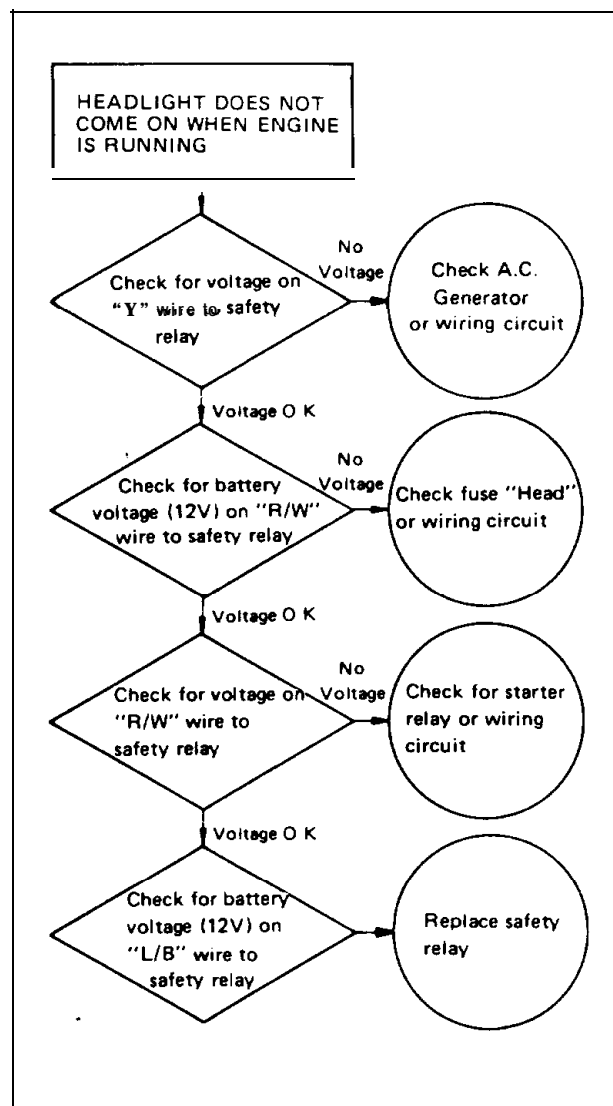 HEADLIGHT DOES NOT
COME ON WHEN ENGINE
IS RUNNING
No
Voltage
Check for voltage on
"Y" wire to safety
relay
Check A.C.
Generator
or wiring circuit
Voltage O K
No
Voltage
Check for battery
voltage (12V) on "R/W"
wire to safety relay
Check fuse "Head"
or wiring circuit
Voltage O K
No
Voltage
Check for voltage on
"R/W" wire to
safety relay
Check for starter
relay or wiring
circuit
Voltage O K
Check for battery
voltage (12V) on
"L/B" wire to
safety relay
Replace safety
relay